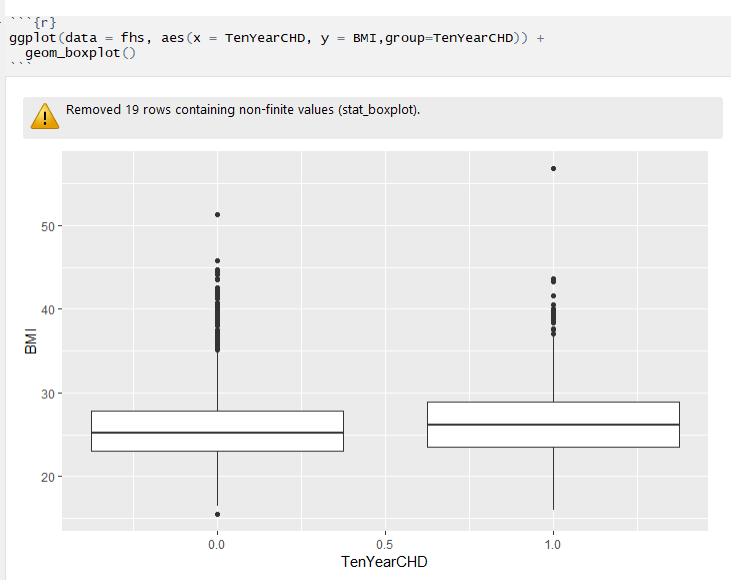 ```{r}
ggplot(data = fhs, aes(x = TenYearCHD, y = BMI,group=TenYearCHD)) +
  geom_boxplot()
```
Removed 19 rows containing non-finite values (stat_boxplot).
50
40
30
20
BMI
0.0 0.5 1.0
TenYearCHD